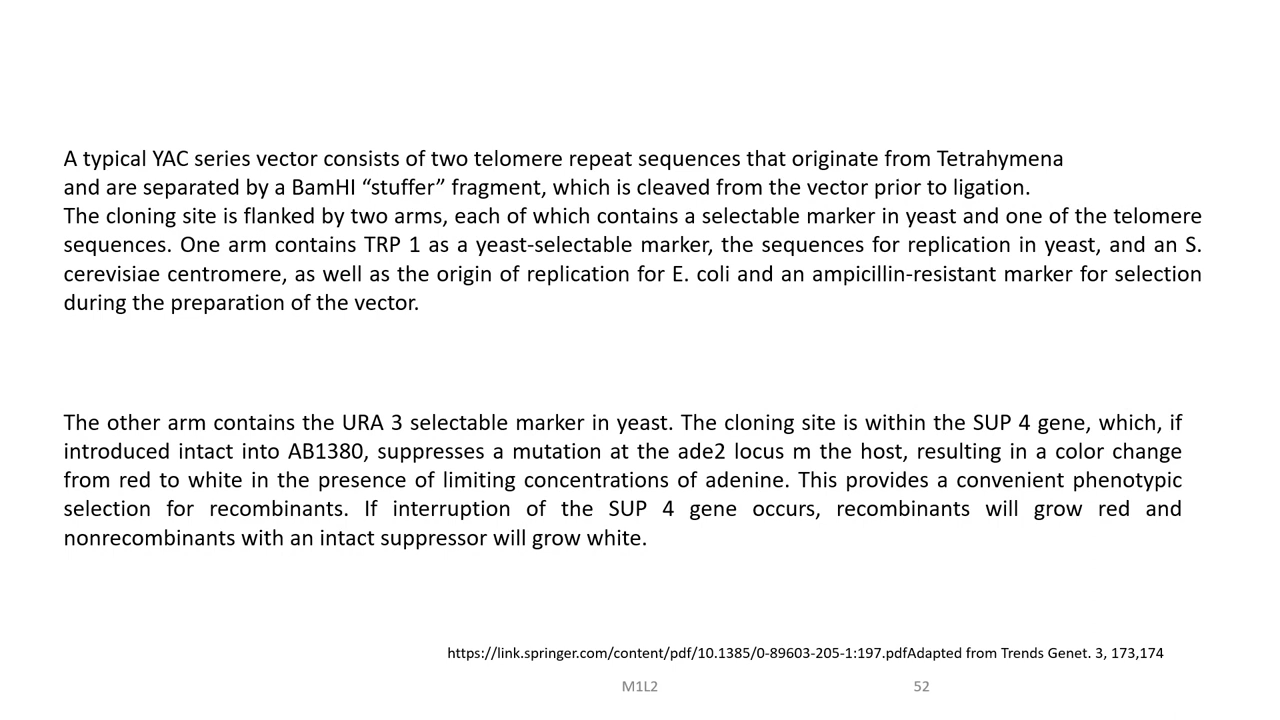 A typical YAC series vector consists of two telomere repeat sequences that originate from Tetrahymena
and are separated by a BamHI “stuffer” fragment, which is cleaved from the vector prior to ligation.
The cloning site is flanked by two arms, each of which contains a selectable marker in yeast and one of the telomere
sequences. One arm contains TRP 1 as a yeast-selectable marker, the sequences for replication in yeast, and an S.
cerevisiae centromere, as well as the origin of replication for E. coli and an ampicillin-resistant marker for selection
during the preparation of the vector.
The other arm contains the URA 3 selectable marker in yeast. The cloning site is within the SUP 4 gene, which, if
introduced intact into AB1380, suppresses a mutation at the ade2 locus m the host, resulting in a color change
from red to white in the presence of limiting concentrations of adenine. This provides a convenient phenotypic
selection for recombinants. If interruption of the SUP 4 gene occurs, recombinants will grow red and
nonrecombinants with an intact suppressor will grow white.
https://link.springer.com/content/pdf/10.1385/0-89603-205-1:197.pdfAdapted from Trends Genet. 3, 173,174
M1L2 52